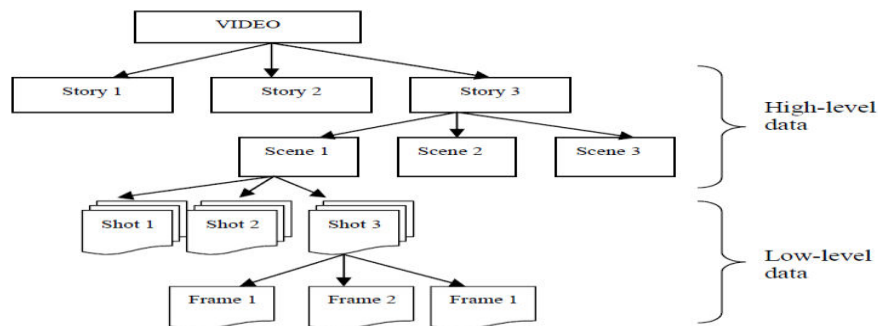 VIDEO
Story 1
Story 2
Story 3
High-level
data
Scene 1
Scene 2
Scene 3
Shot 1
Shot 2
Shot 3
Low-level
data
Frame 1
Frame 2
Frame 1